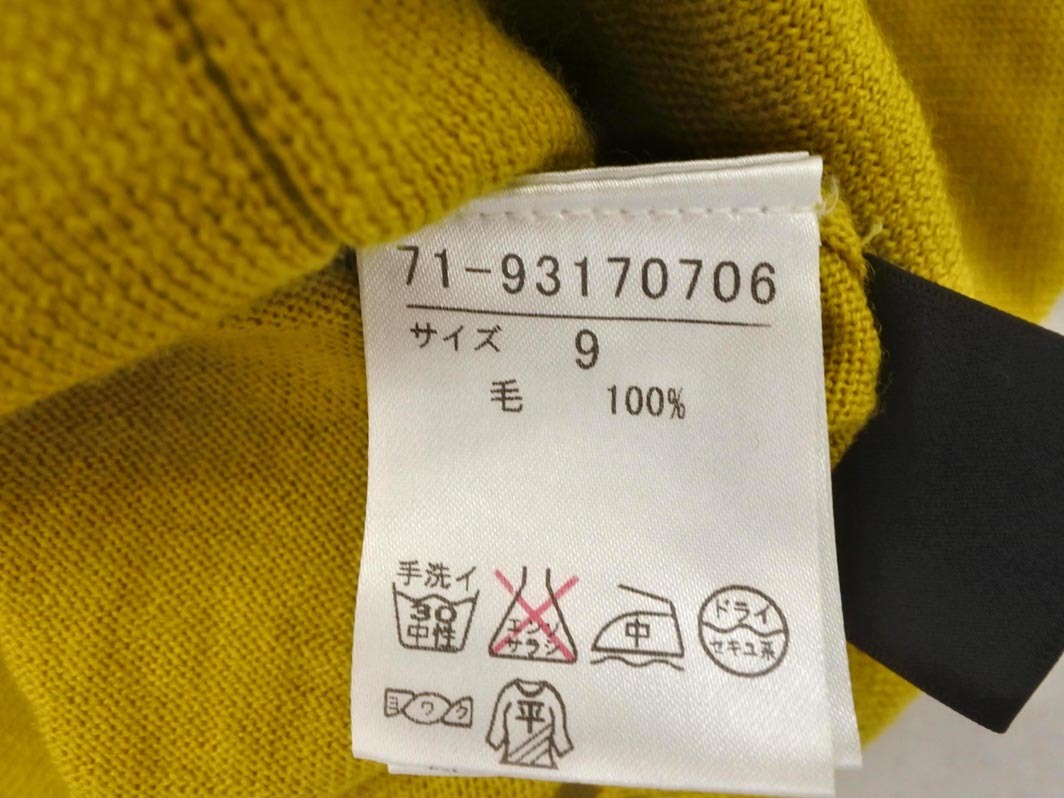 71-93170706
サイズ 9
毛 100%
手洗イ
30
中性
エンソ
サラシ
中
ドライ
セキユ系
ヨワク
平